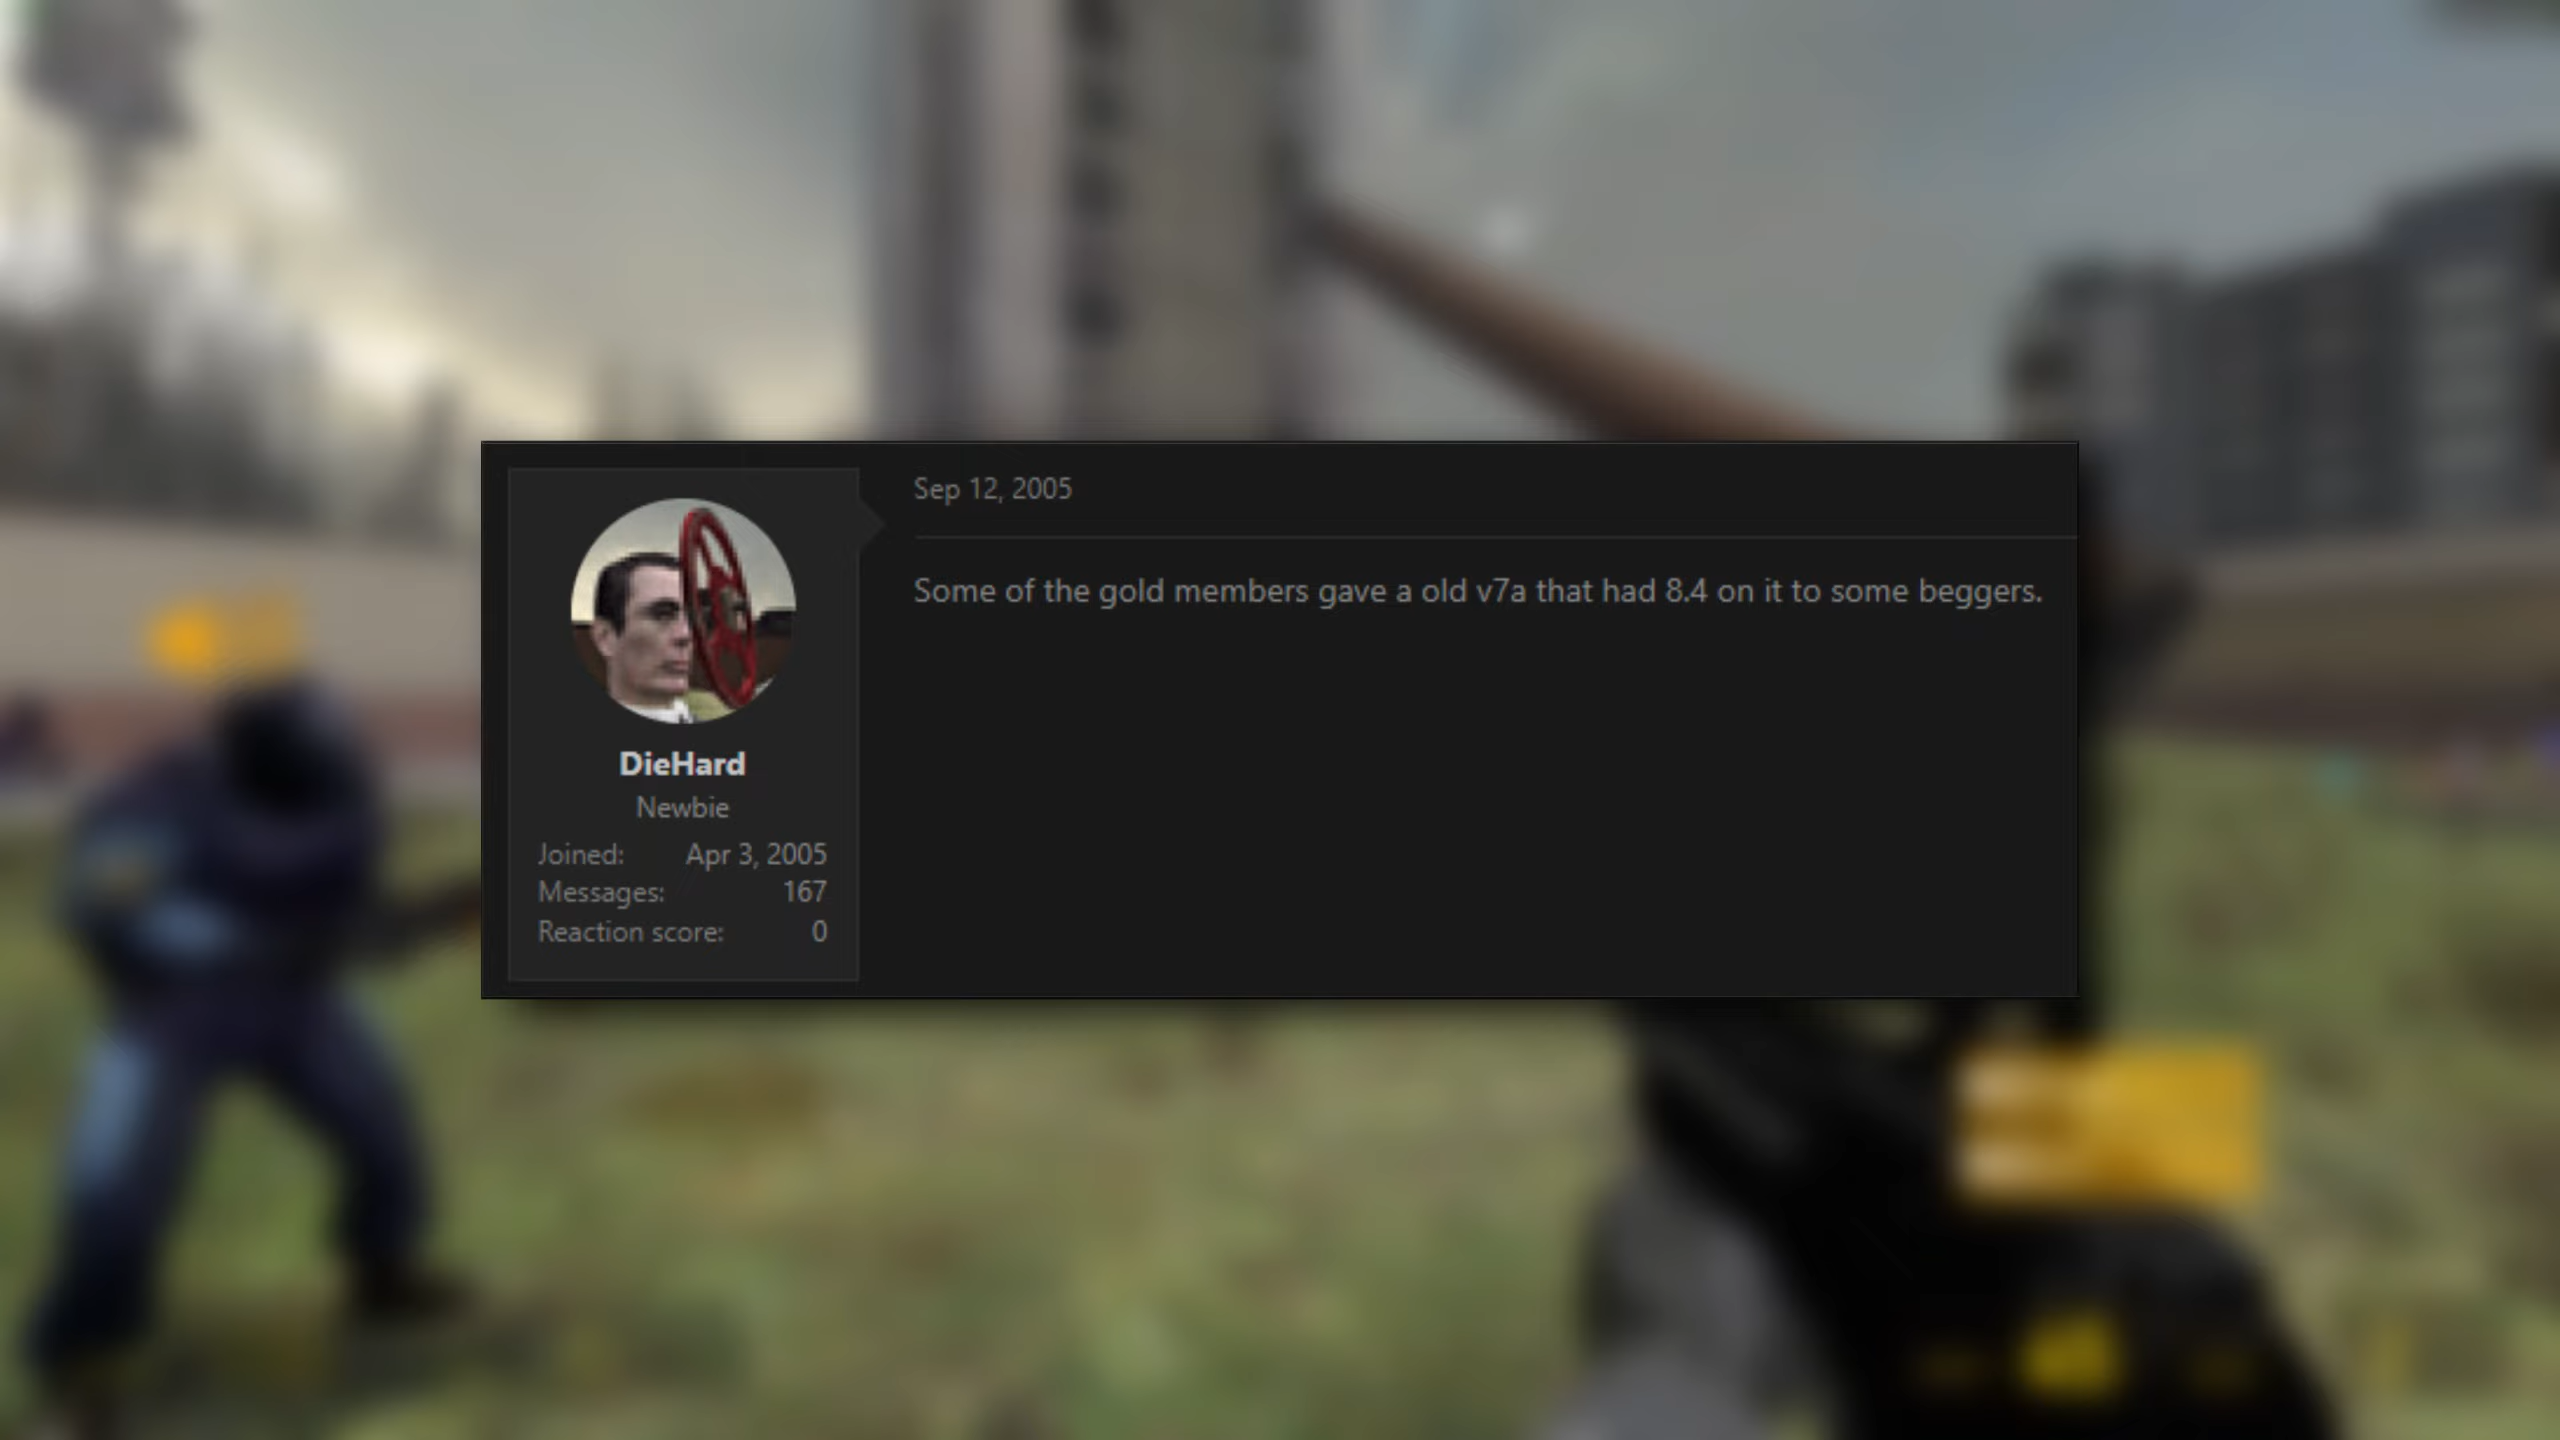 Sep 12, 2005
Some of the gold members gave a old v7a that had 8.4 on it to some beggers.
DieHard
Newbie
Joined: Apr 3, 2005
Messages: 167
Reaction score: 0